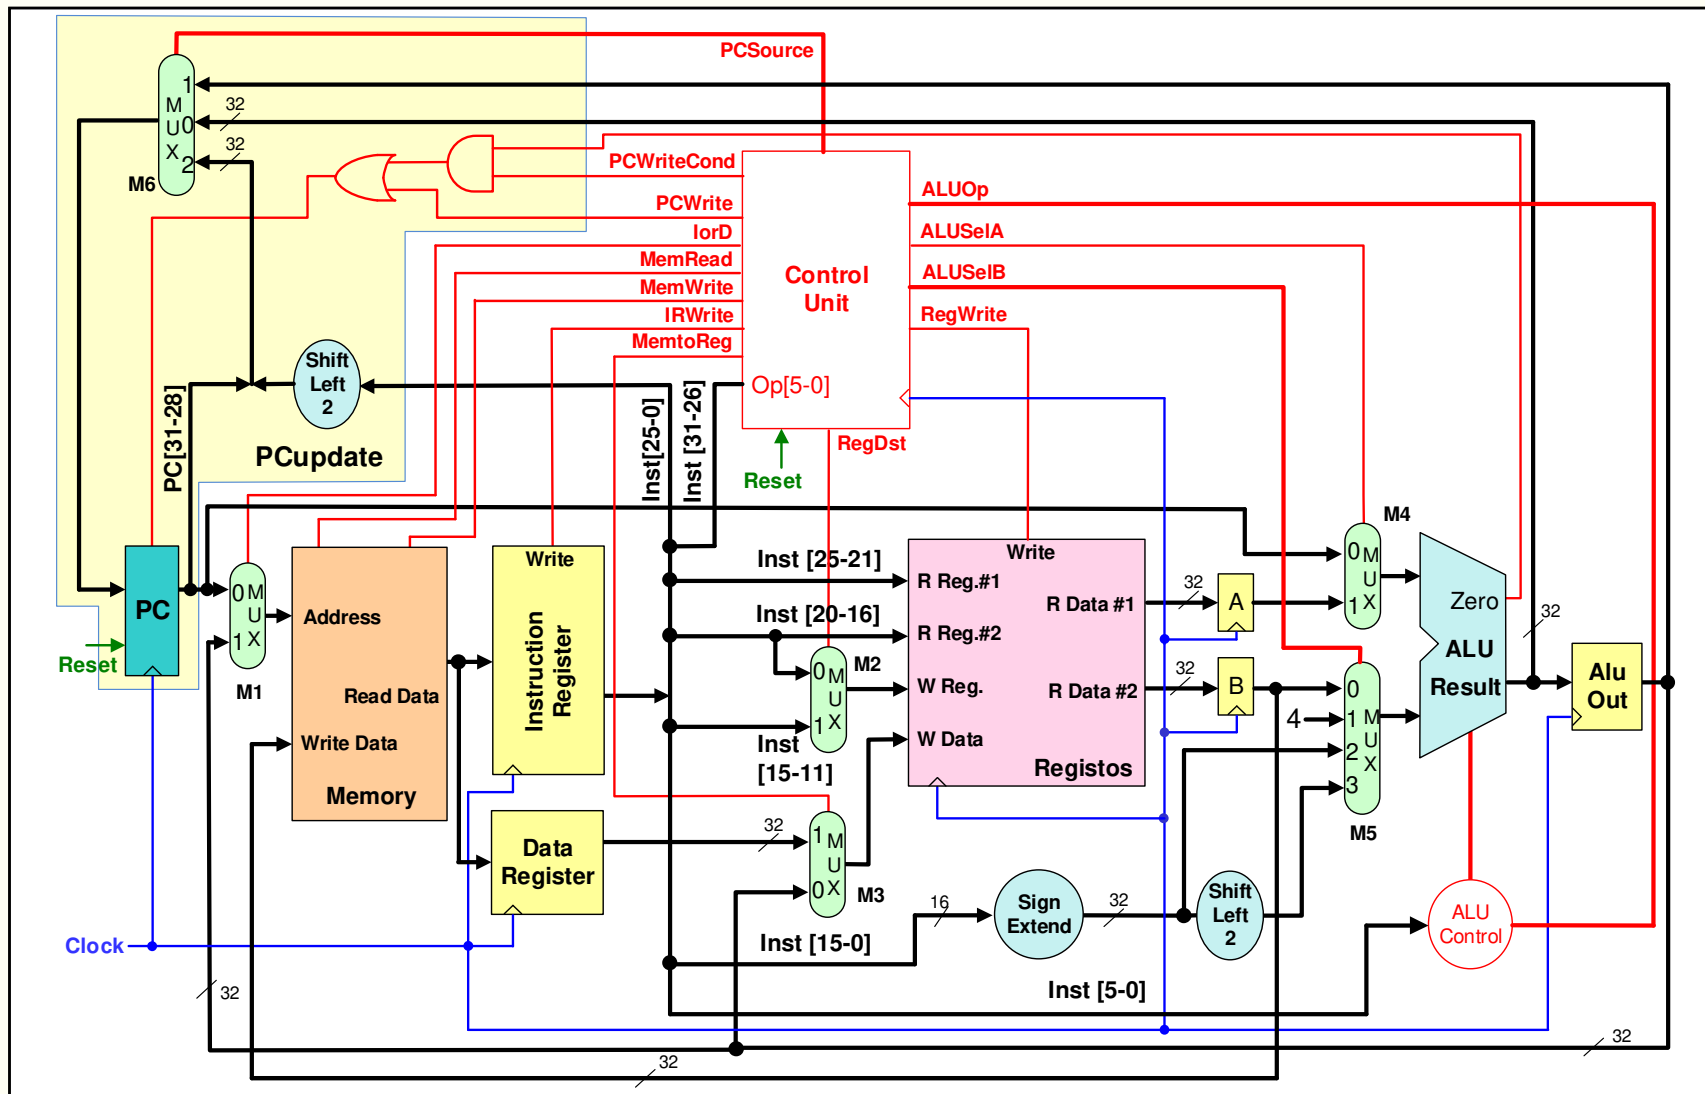 PCSource
1
M
U 0
X
2
32
32
M6
PCWriteCond
PCWrite
IorD
MemRead
MemWrite
IRWrite
MemtoReg
Control
Unit
Op[5-0]
ALUOp
ALUSelA
ALUSelB
RegWrite
RegDst
Reset
Shift
Left
2
PCupdate
PC[31-28]
Inst[25-0]
Inst [31-26]
PC
Reset
0 M
U
1 X
M1
Address
Read Data
Write Data
Memory
Write
Instruction
Register
Data
Register
Inst [25-21]
Inst [20-16]
Inst
[15-11]
0 M
U
1 X
M2
Write
R Reg.#1
R Reg.#2
W Reg.
W Data
R Data #1
R Data #2
Registos
32
32
A
B
M4
0 M
U
1 X
0
4 1 M
2 U
X
3
M5
Zero
ALU
Result
32
Alu
Out
32
1 M
U
0 X
M3
Inst [15-0]
16
Sign
Extend
32
Shift
Left
2
ALU
Control
Inst [5-0]
Clock
32
32
32